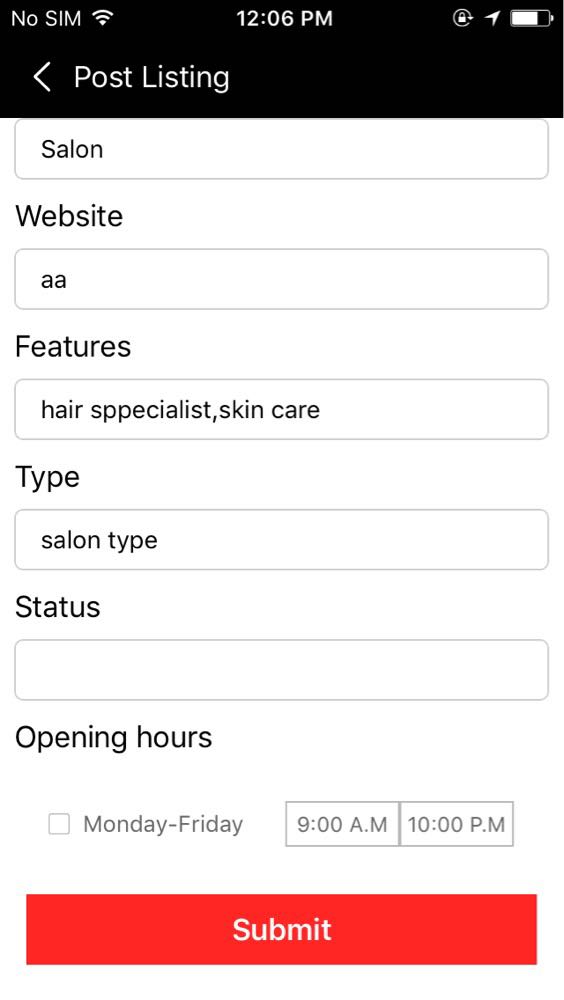 No SIM 12:06 PM
Post Listing
Salon
Website
aa
Features
hair sppecialist,skin care
Type
salon type
Status
Opening hours
Monday-Friday 9:00 A.M 10:00 P.M
Submit